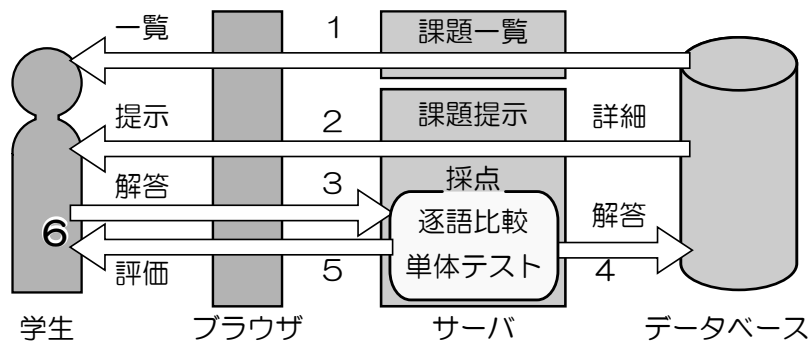 一覧 1 課題一覧
課題提示
提示 2 詳細
解答 3 採点
逐語比較 解答
6
単体テスト
評価 5 4
学生 ブラウザ サーバ データベース